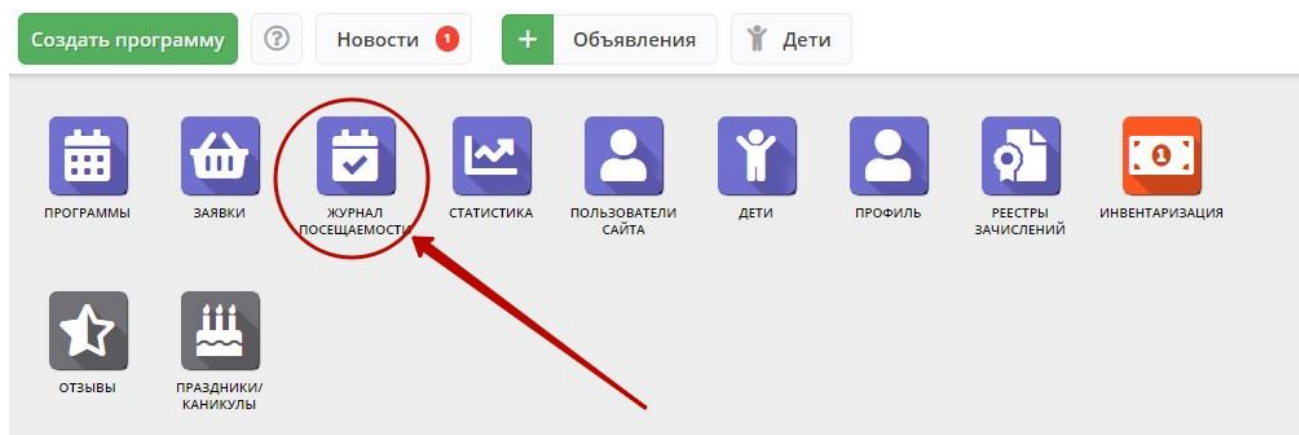 Создать программу
Новости 1
+ Объявления
Дети
ПРОГРАММЫ
ЗАЯВКИ
ЖУРНАЛ
ПОСЕЩАЕМОСТИ
СТАТИСТИКА
ПОЛЬЗОВАТЕЛИ
САЙТА
ДЕТИ
ПРОФИЛЬ
РЕЕСТРЫ
ЗАЧИСЛЕНИЙ
1
ИНВЕНТАРИЗАЦИЯ
ОТЗЫВЫ
ПРАЗДНИКИ/
КАНИКУЛЫ